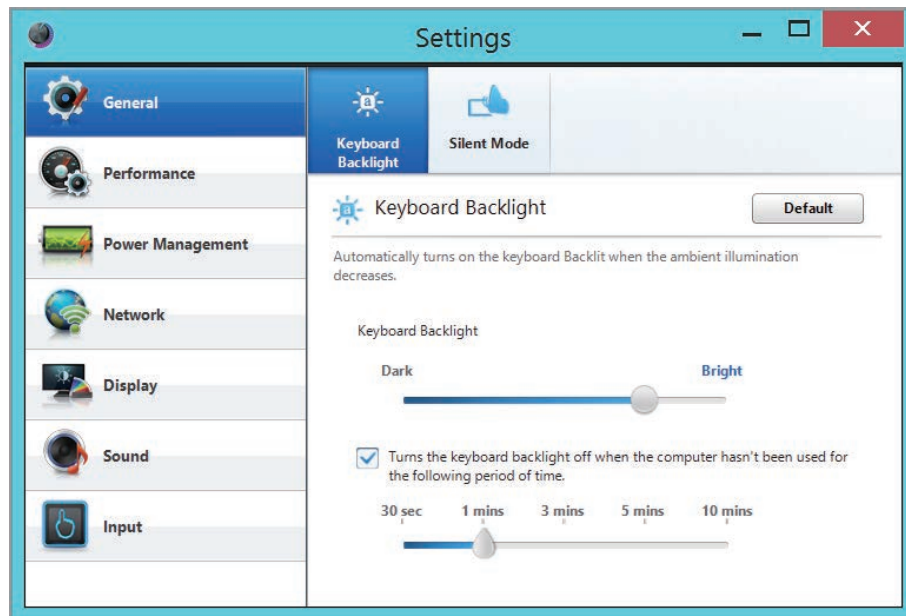 Settings
General
Performance
Power Management
Network
Display
Sound
Input
a
Keyboard
Backlight
Silent Mode
a
Keyboard Backlight
Default
Automatically turns on the keyboard Backlit when the ambient illumination
decreases.
Keyboard Backlight
Dark Bright
Turns the keyboard backlight off when the computer hasn't been used for
the following period of time.
30 sec 1 mins 3 mins 5 mins 10 mins